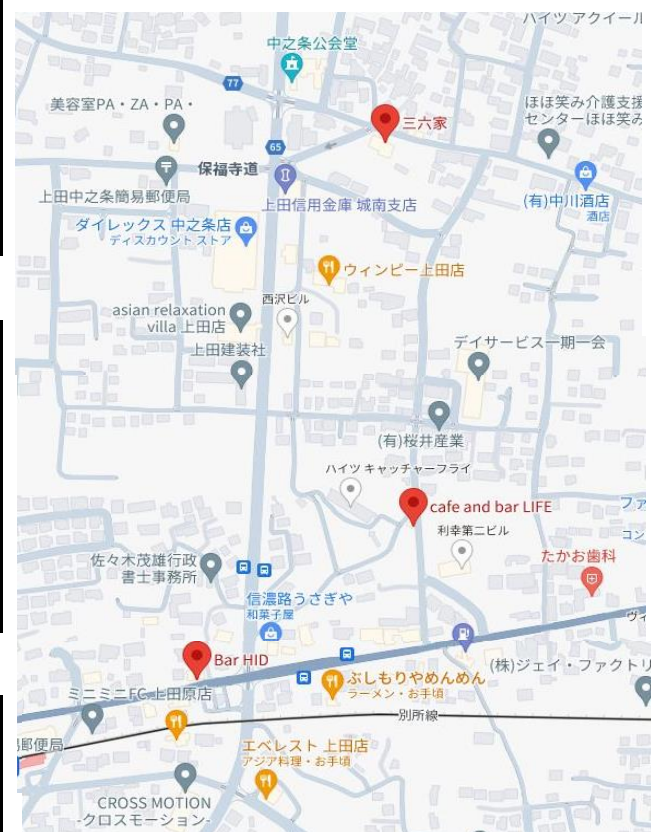 ハイツ アクイール
中之条公会堂
77
美容室PA・ZA・PA・
三六家
ほほ笑み介護支援
センターほほ笑み
65
保福寺道
上田中之条簡易郵便局
上田信用金庫 城南支店
(有)中川酒店
酒店
ダイレックス 中之条店
ディスカウント ストア
ウィンピー上田店
西沢ビル
asian relaxation
villa 上田店
上田建装社
デイサービス一期一会
(有)桜井産業
ハイツ キャッチャーフライ
cafe and bar LIFE
ファ
利幸第二ビル
コン
佐々木茂雄行政
書士事務所
たかお歯科
信濃路うさぎや
和菓子屋
ヴィ
Bar HID
(株)ジェイ・ファクトリ
ぶしもりやめんめん
ラーメン・お手頃
ミニミニFC 上田原店
別所線
郵便局
エベレスト 上田店
アジア料理・お手頃
CROSS MOTION
-クロスモーション-